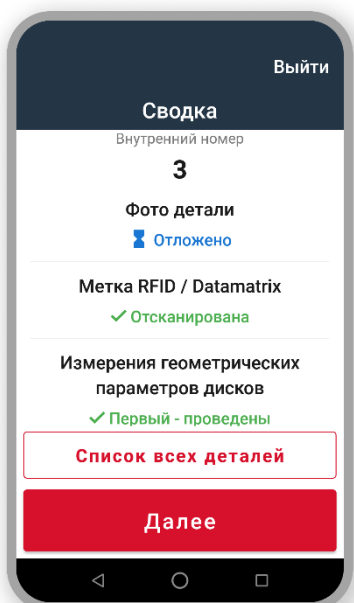 Выйти
Сводка
Внутренний номер
3
Фото детали
Отложено
Метка RFID / Datamatrix
Отсканирована
Измерения геометрических
параметров дисков
Первый - проведены
Список всех деталей
Далее